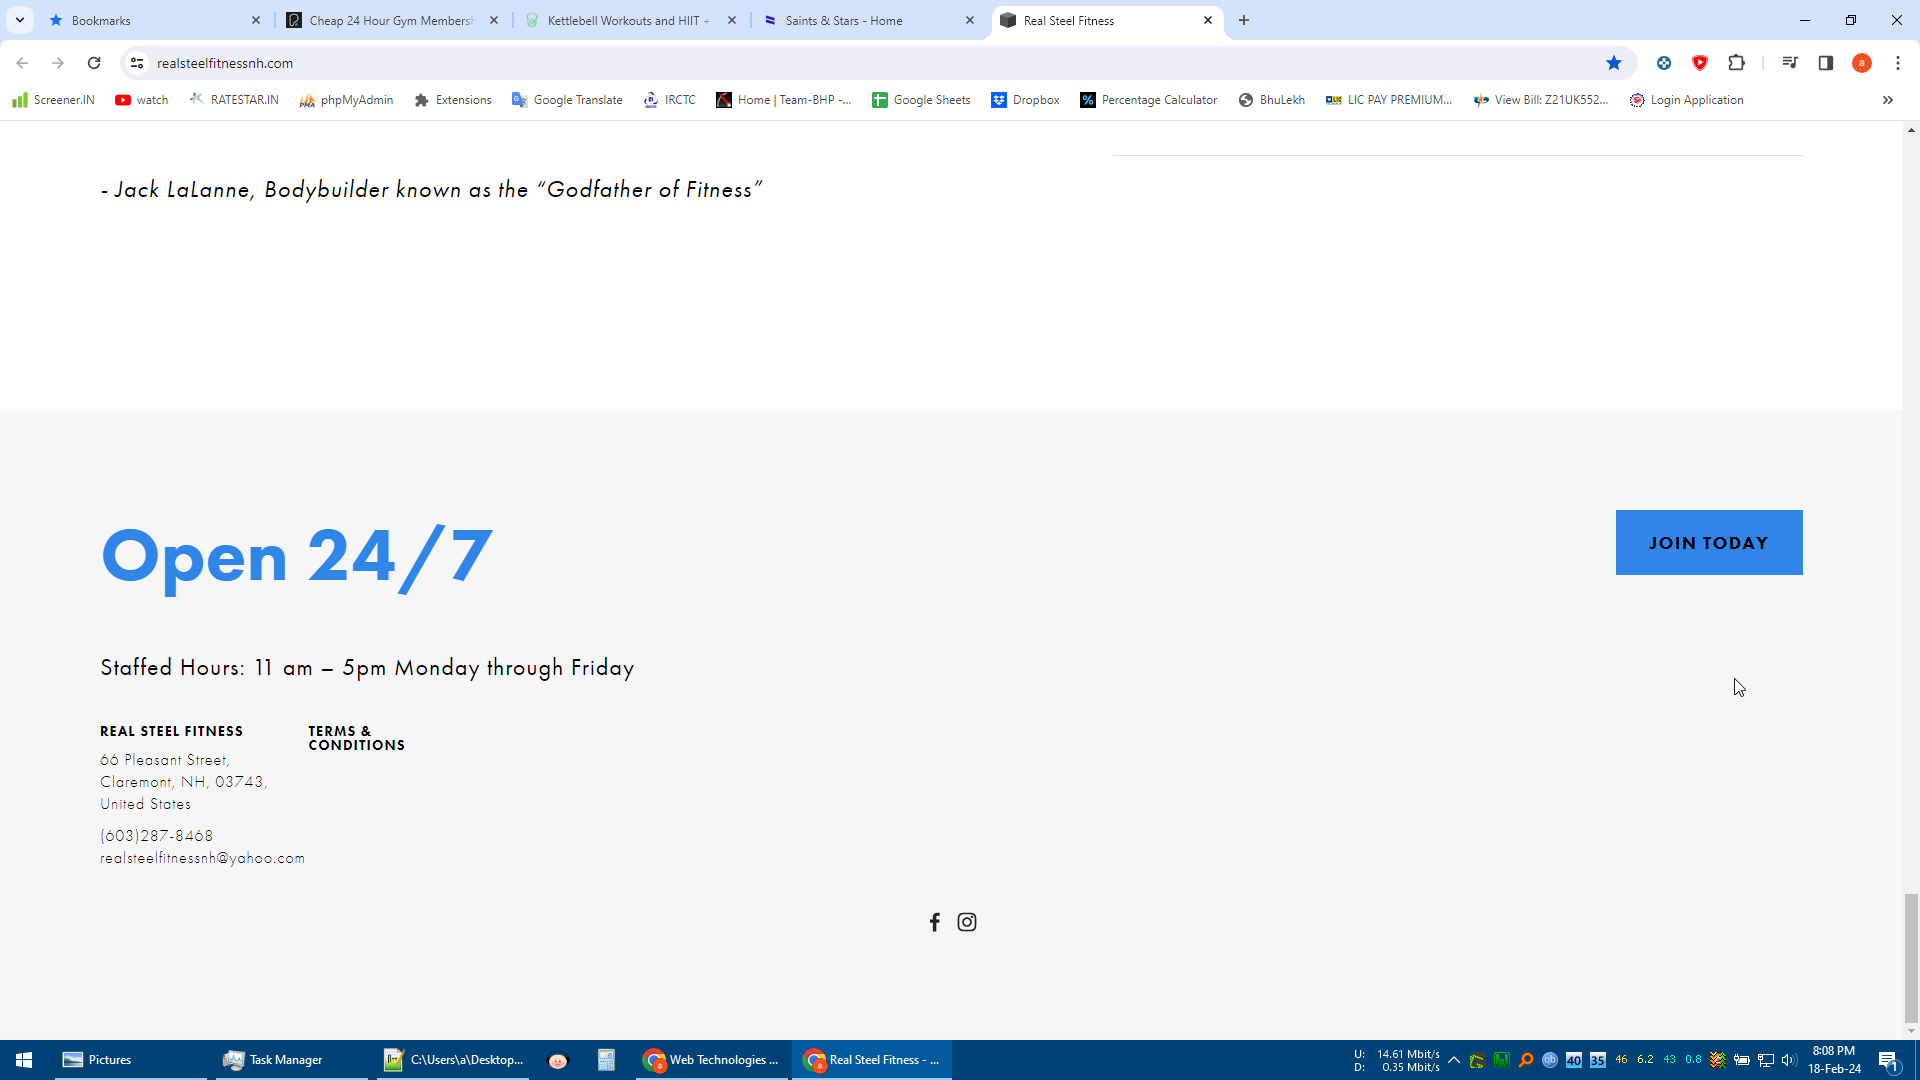 Bookmarks
Cheap 24 Hour Gym Membersh
Kettlebell Workouts and HIIT +
Saints & Stars - Home
Real Steel Fitness
realsteelfitnessnh.com
a
Screener.IN
watch
RATESTAR.IN
phpMyAdmin
Extensions
Google Translate
IRCTC
Home | Team-BHP -...
Google Sheets
Dropbox
Percentage Calculator
BhuLekh
LIC PAY PREMIUM...
View Bill: Z21UK552...
Login Application
- Jack LaLanne, Bodybuilder known as the “Godfather of Fitness”
Open 24/7
JOIN TODAY
Staffed Hours: 11 am – 5pm Monday through Friday
REAL STEEL FITNESS
66 Pleasant Street,
Claremont, NH, 03743,
United States
(603)287-8468
realsteelfitnessnh@yahoo.com
TERMS &
CONDITIONS
Pictures
Task Manager
C:\Users\a\Desktop...
Web Technologies ...
Real Steel Fitness - ...
U: 14.61 Mbit/s
D: 0.35 Mbit/s
40 35 46 6.2 43 0.8
8:08 PM
18-Feb-24
1